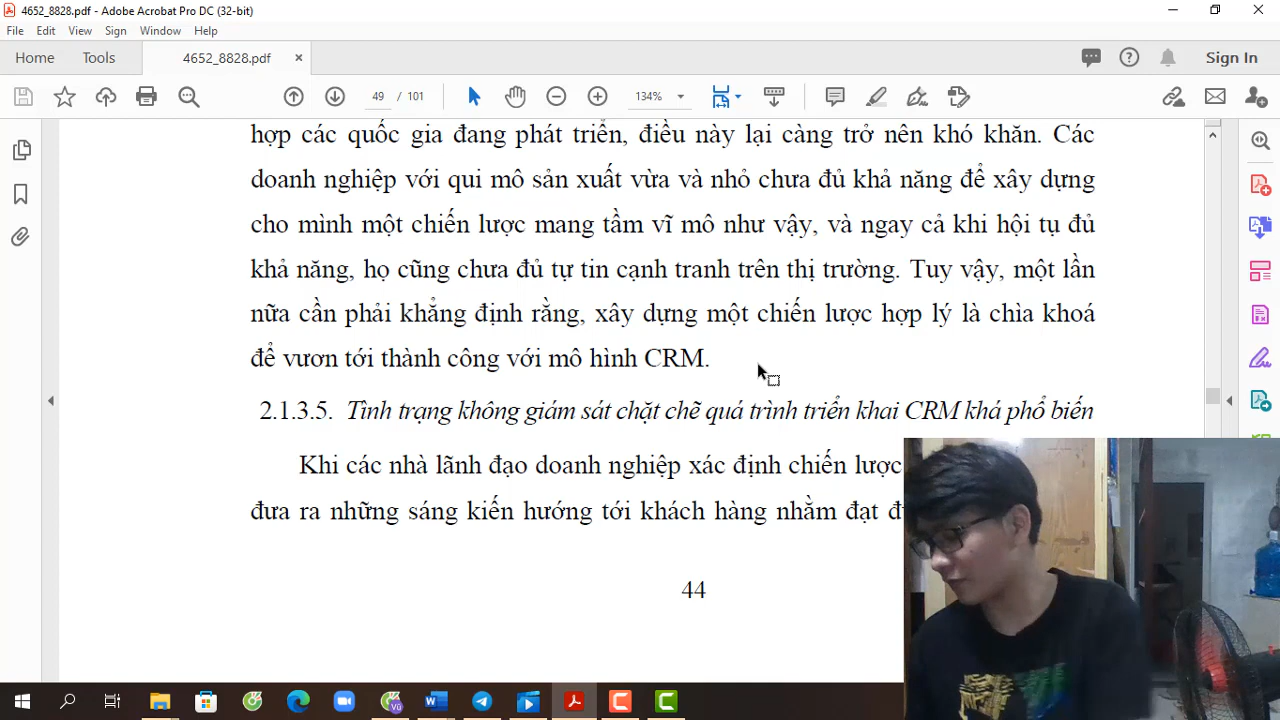 4652_8828.pdf - Adobe Acrobat Pro DC (32-bit)
File Edit View Sign Window Help
Home Tools 4652_8828.pdf × Sign In
49 / 101 134%
hợp các quốc gia đang phát triển, điều này lại càng trở nên khó khăn. Các
doanh nghiệp với qui mô sản xuất vừa và nhỏ chưa đủ khả năng để xây dựng
cho mình một chiến lược mang tầm vĩ mô như vậy, và ngay cả khi hội tụ đủ
khả năng, họ cũng chưa đủ tự tin cạnh tranh trên thị trường. Tuy vậy, một lần
nữa cần phải khẳng định rằng, xây dựng một chiến lược hợp lý là chìa khoá
để vươn tới thành công với mô hình CRM.
2.1.3.5. Tình trạng không giám sát chặt chẽ quá trình triển khai CRM khá phổ biến
Khi các nhà lãnh đạo doanh nghiệp xác định chiến lược
đưa ra những sáng kiến hướng tới khách hàng nhằm đạt
44